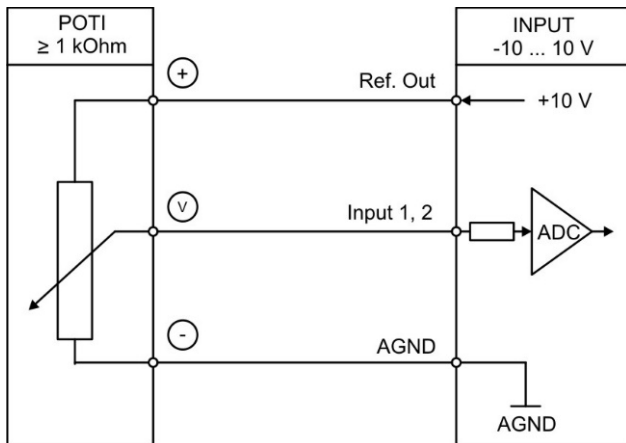 POTI
≥ 1 kOhm
INPUT
-10 ... 10 V
+
Ref. Out
+10 V
V
Input 1, 2
ADC
-
AGND
AGND